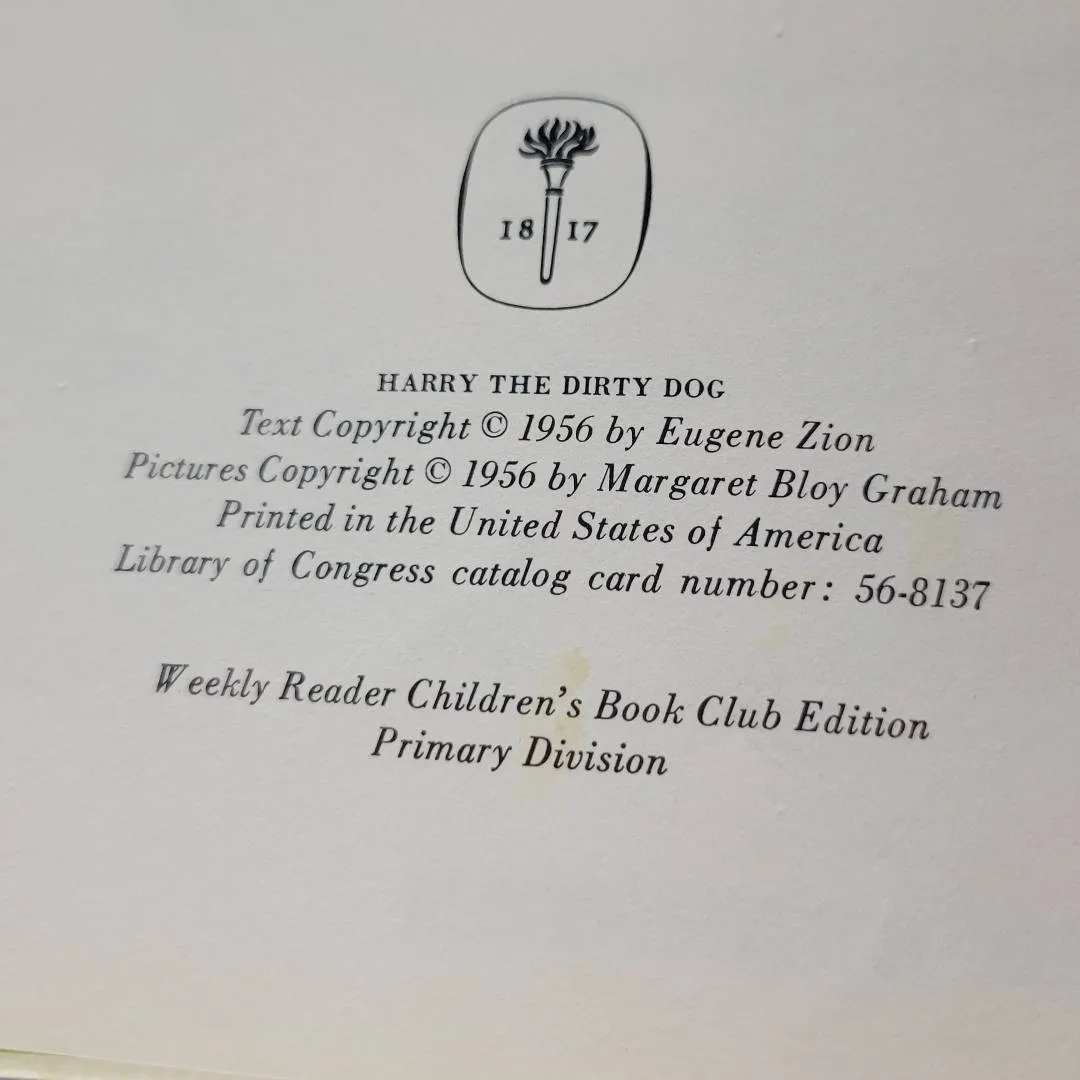 18 17
HARRY THE DIRTY DOG
Text Copyright © 1956 by Eugene Zion
Pictures Copyright © 1956 by Margaret Bloy Graham
Printed in the United States of America
Library of Congress catalog card number: 56-8137
Weekly Reader Children's Book Club Edition
Primary Division